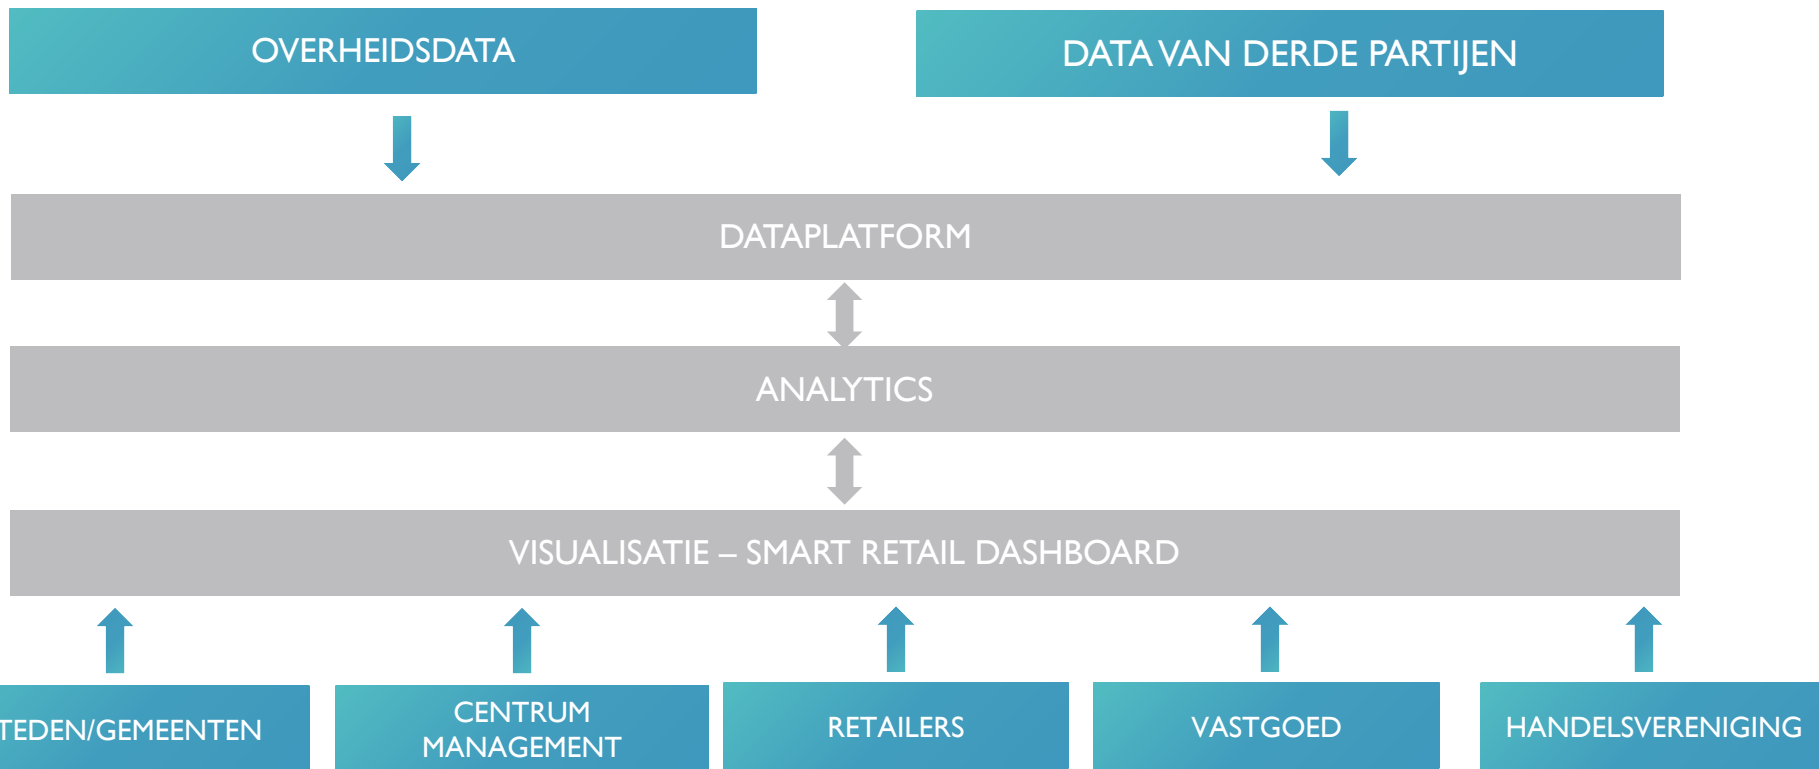 OVERHEIDSDATA
DATA VAN DERDE PARTIJEN
DATAPLATFORM
ANALYTICS
VISUALISATIE – SMART RETAIL DASHBOARD
TEDEN/GEMEENTEN
CENTRUM
MANAGEMENT
RETAILERS
VASTGOED
HANDELSVERENIGING